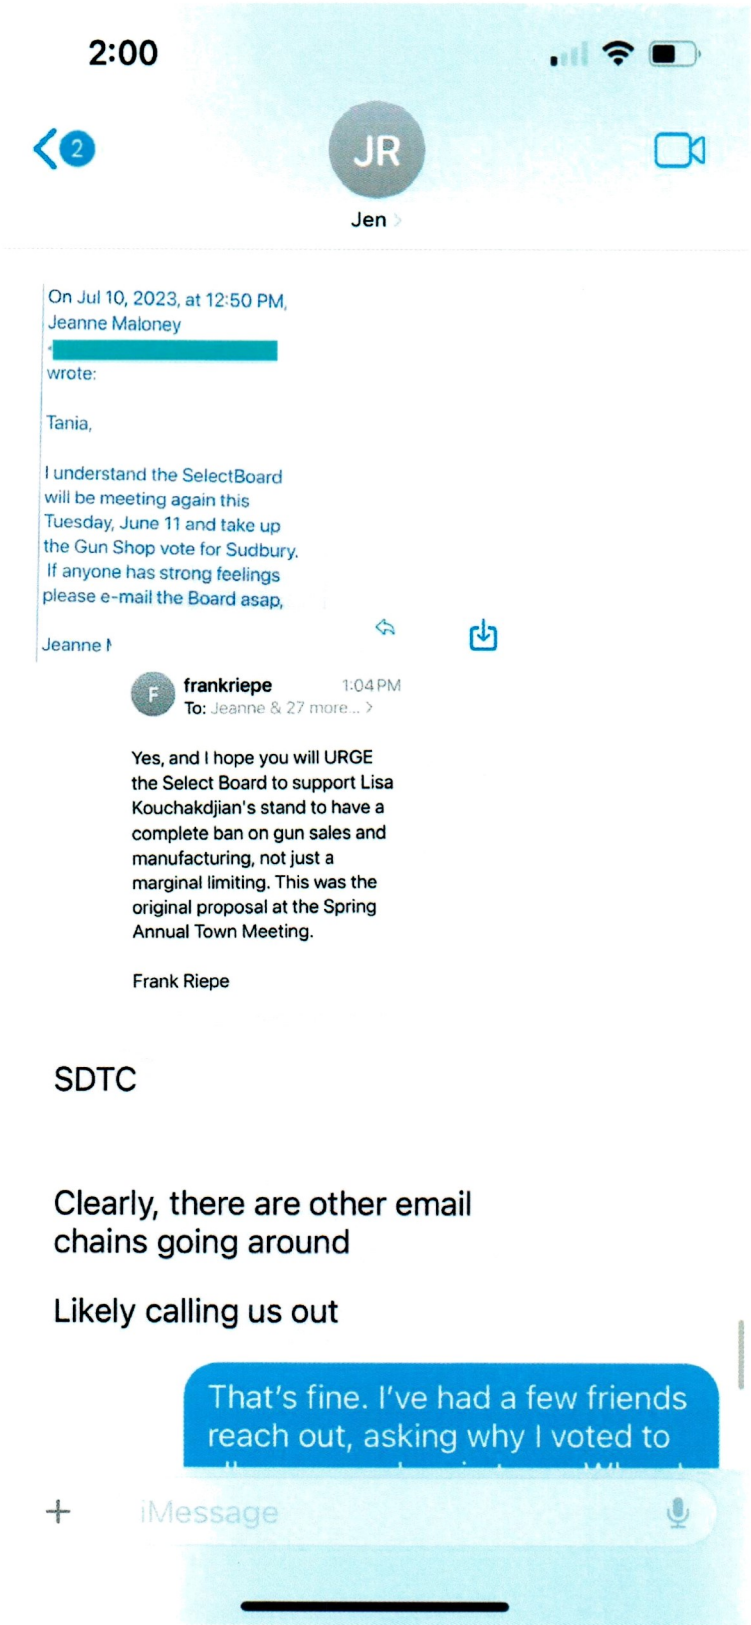 2:00
2
JR
Jen
On Jul 10, 2023, at 12:50 PM,
Jeanne Maloney
wrote:
Tania,
I understand the SelectBoard
will be meeting again this
Tuesday, June 11 and take up
the Gun Shop vote for Sudbury.
If anyone has strong feelings
please e-mail the Board asap,
Jeanne
F
frankriepe 1:04 PM
To: Jeanne & 27 more...
Yes, and I hope you will URGE
the Select Board to support Lisa
Kouchakdjian's stand to have a
complete ban on gun sales and
manufacturing, not just a
marginal limiting. This was the
original proposal at the Spring
Annual Town Meeting.
Frank Riepe
SDTC
Clearly, there are other email
chains going around
Likely calling us out
That's fine. I've had a few friends
reach out, asking why I voted to
iMessage